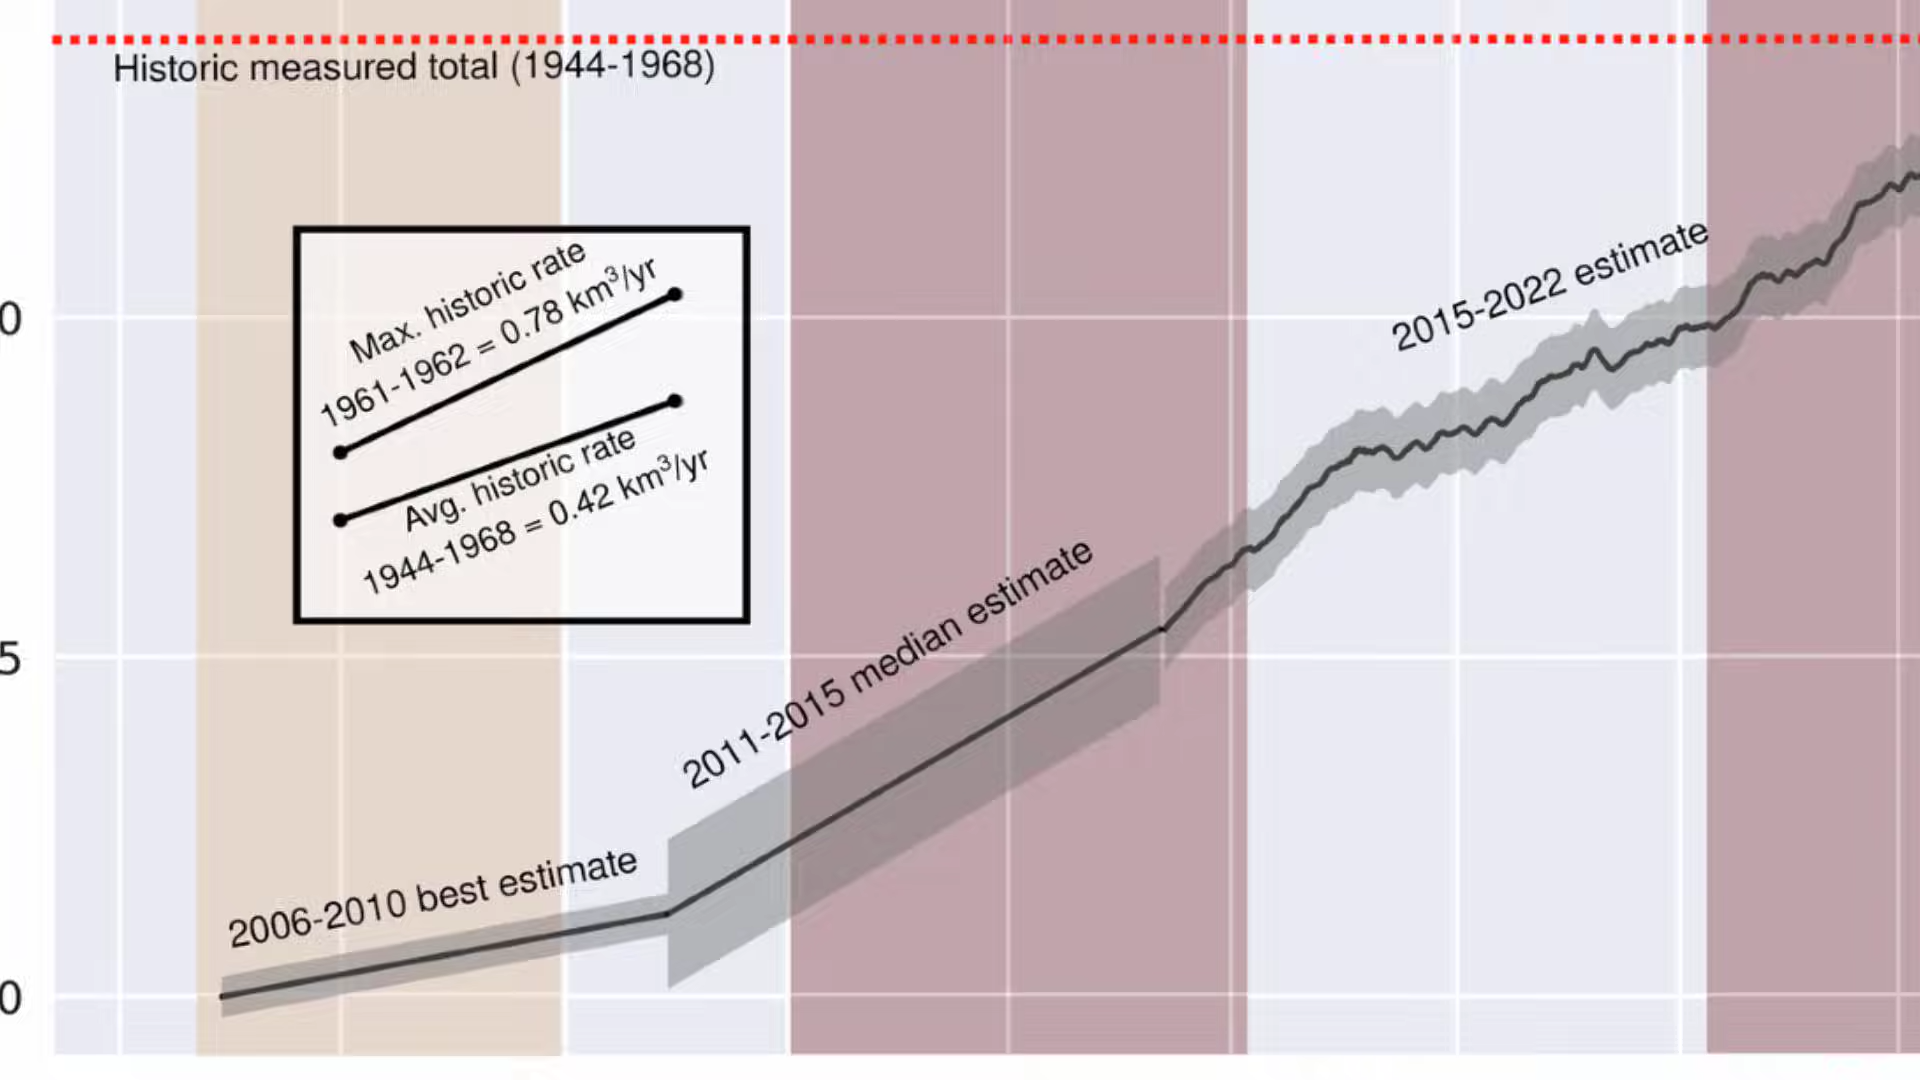 Historic measured total (1944-1968)
Max. historic rate
1961-1962 = 0.78 km³/yr
Avg. historic rate
1944-1968 = 0.42 km³/yr
2015-2022 estimate
2011-2015 median estimate
2006-2010 best estimate
0
5
0